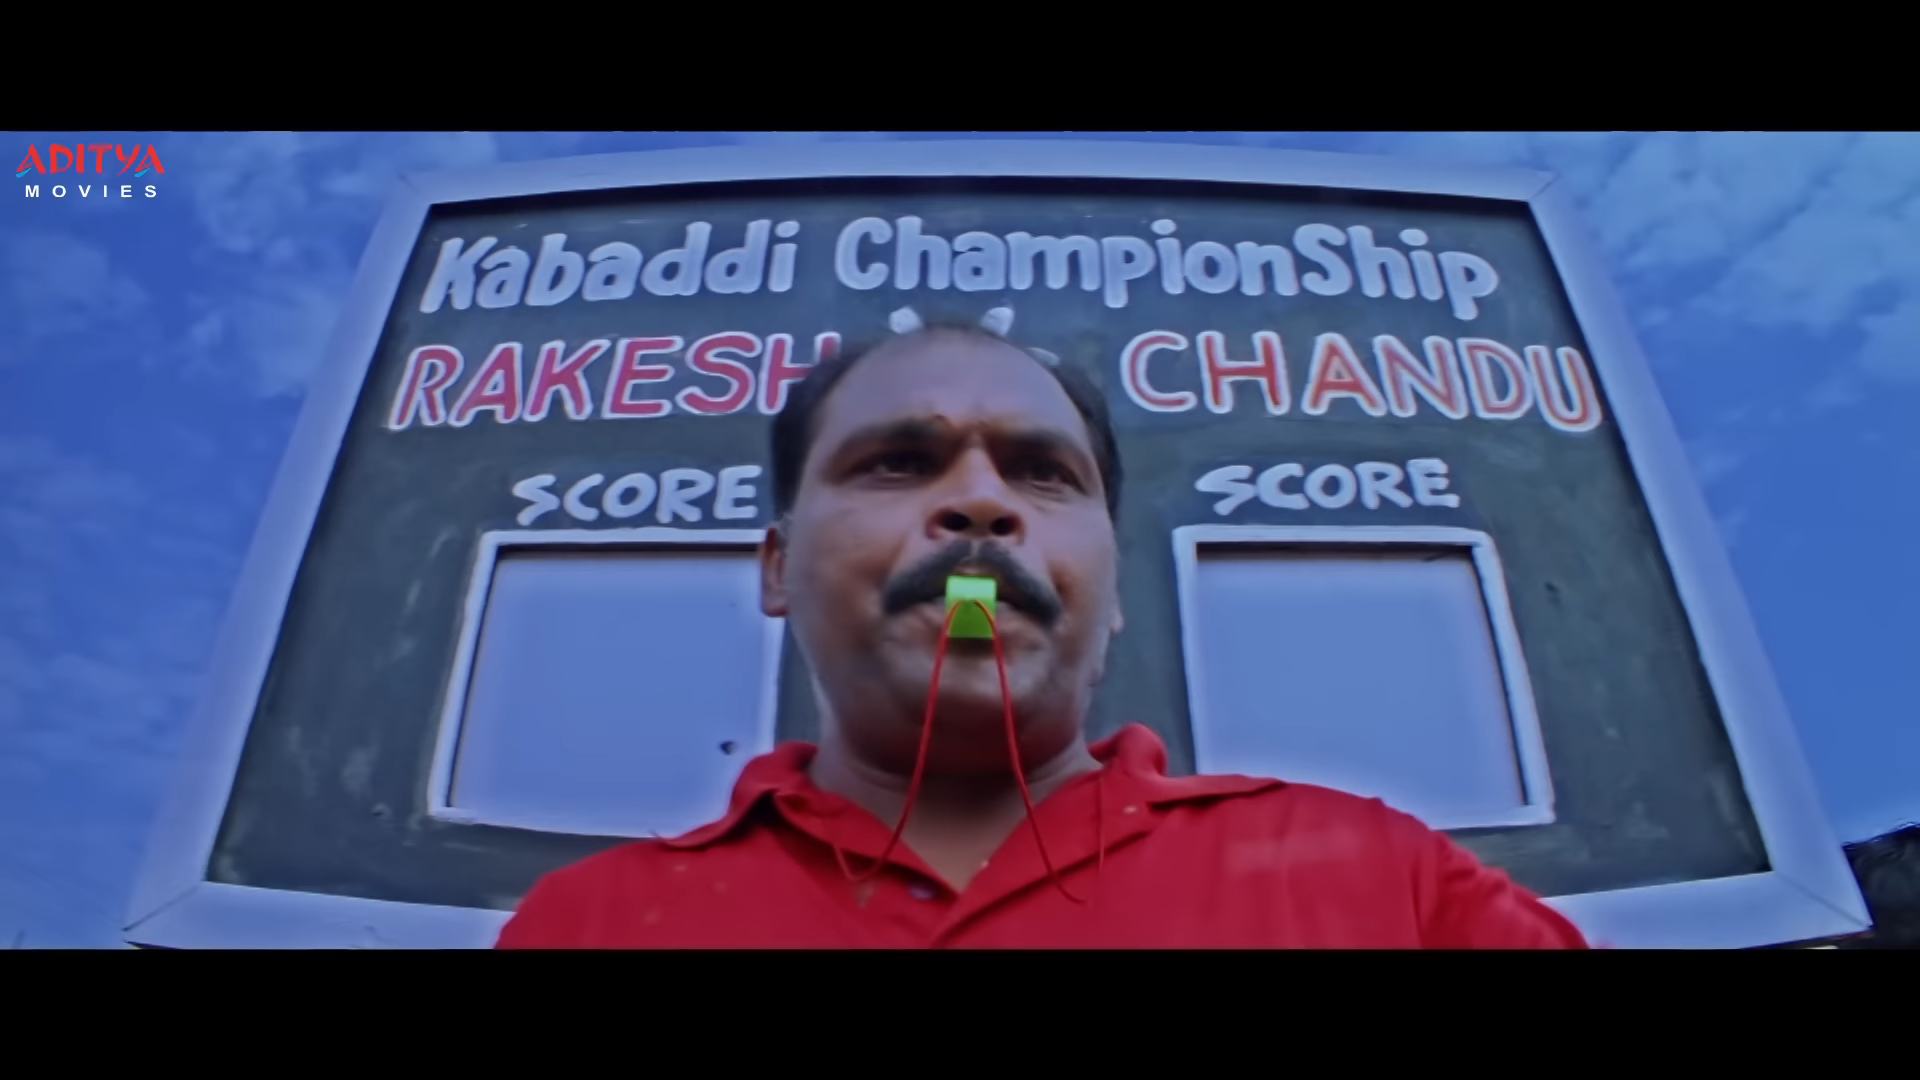 ADITYA
MOVIES
Kabaddi ChampionShip
RAKESH CHANDU
SCORE SCORE